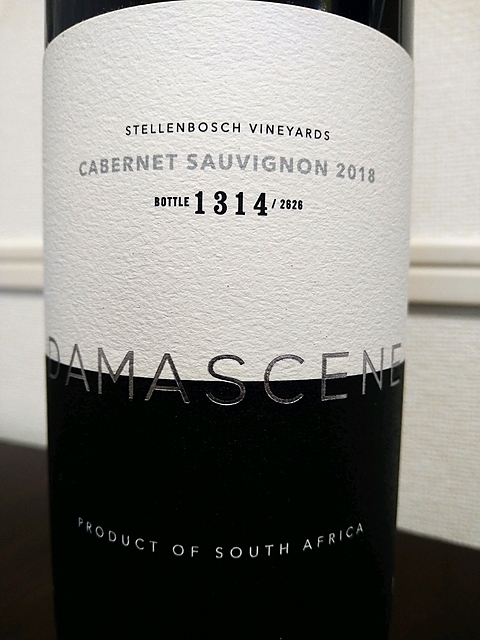 STELLENBOSCH VINEYARDS
CABERNET SAUVIGNON 2018
BOTTLE 1314 / 2626
DAMASCENE
PRODUCT OF SOUTH AFRICA